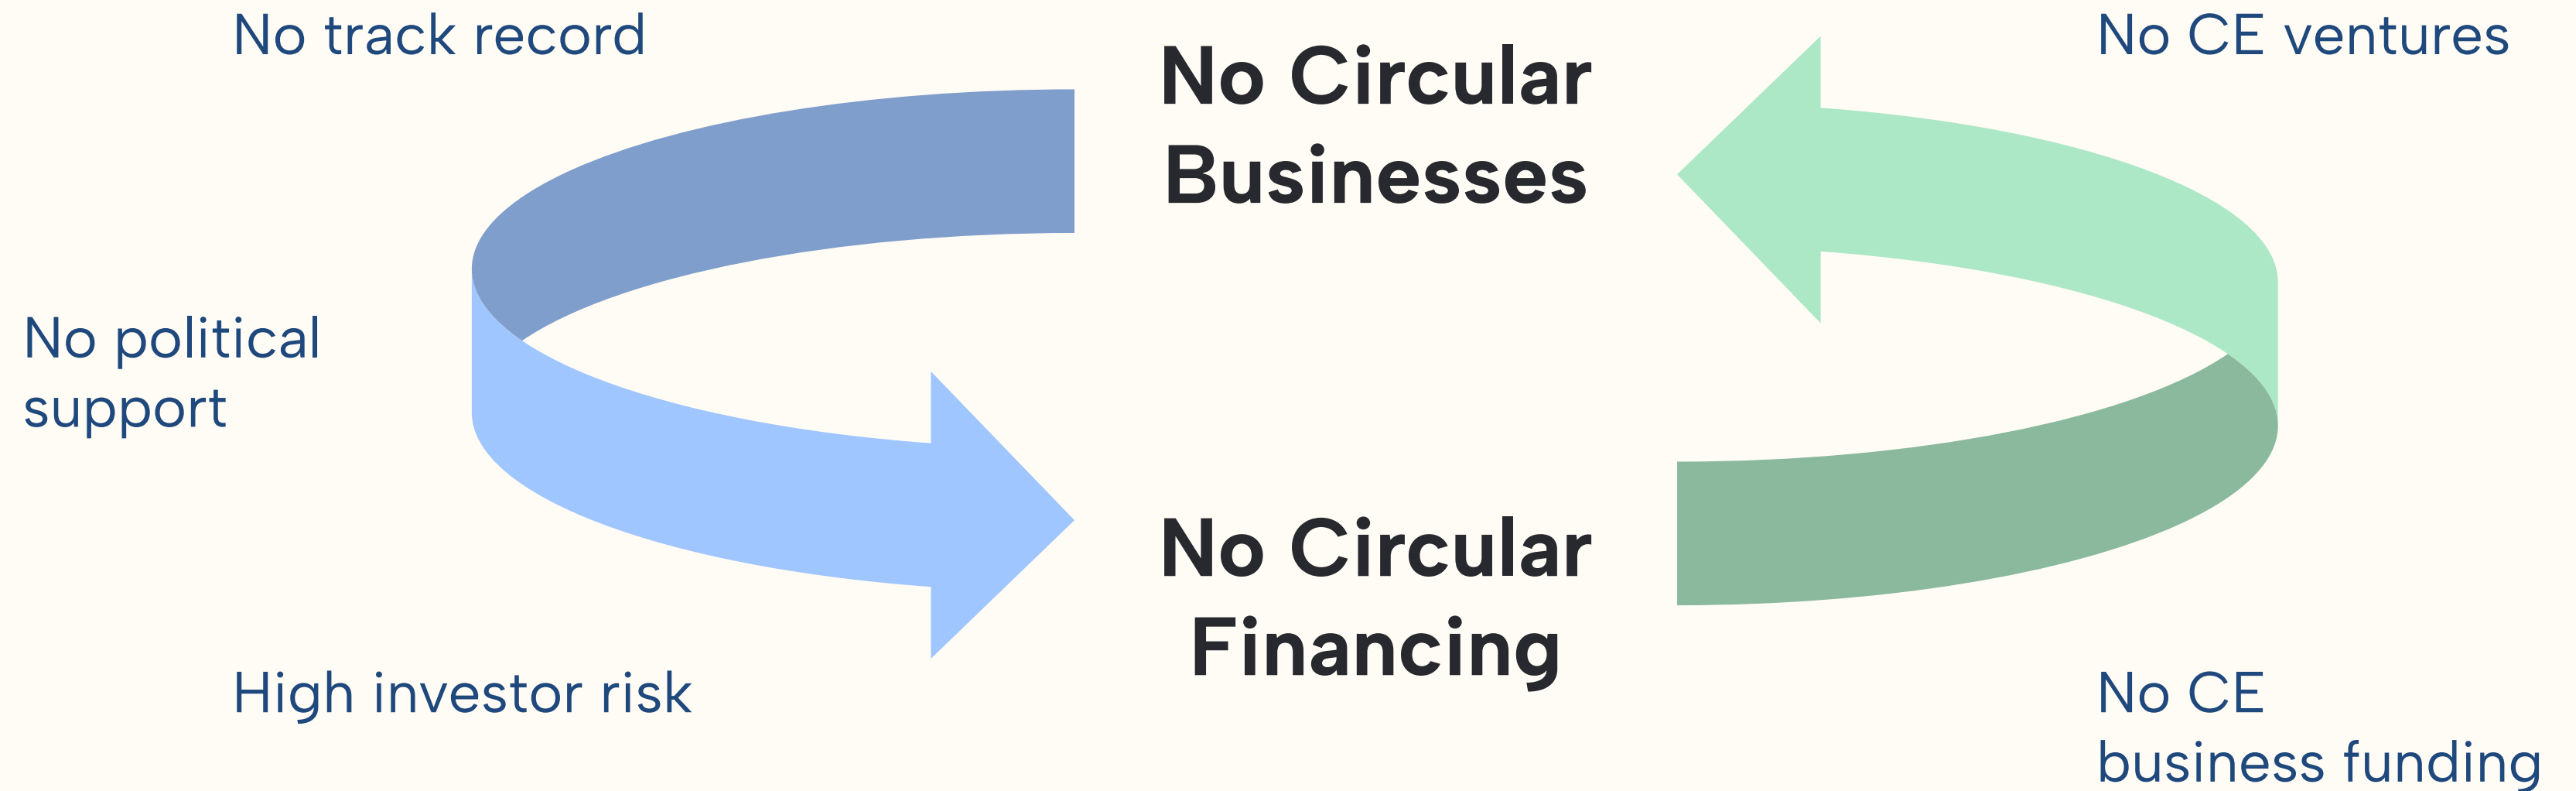 No track record
No Circular
Businesses
No CE ventures
No political
support
No Circular
Financing
High investor risk
No CE
business funding